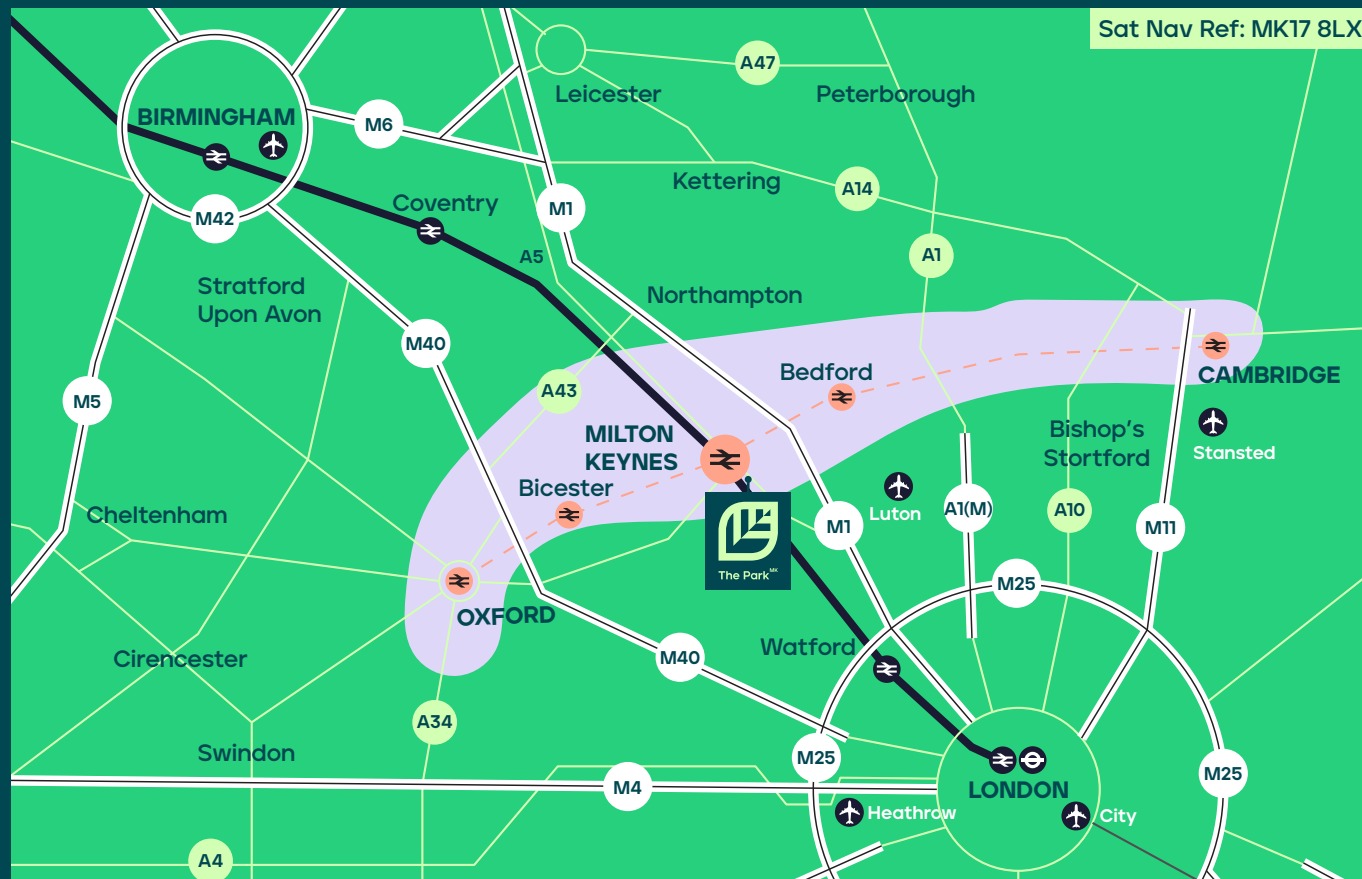 Sat Nav Ref: MK17 8LX
A47
Leicester
Peterborough
BIRMINGHAM
M6
Kettering
A14
Coventry
M1
M42
A5
A1
Stratford
Upon Avon
Northampton
M40
Bedford
CAMBRIDGE
A43
M5
MILTON
KEYNES
Bishop's
Stortford
Stansted
Bicester
Luton
A1(M)
A10
Cheltenham
M1
M11
The Park MK
M25
OXFORD
Watford
Cirencester
M40
A34
Swindon
M25
M25
M4
LONDON
Heathrow
City
A4